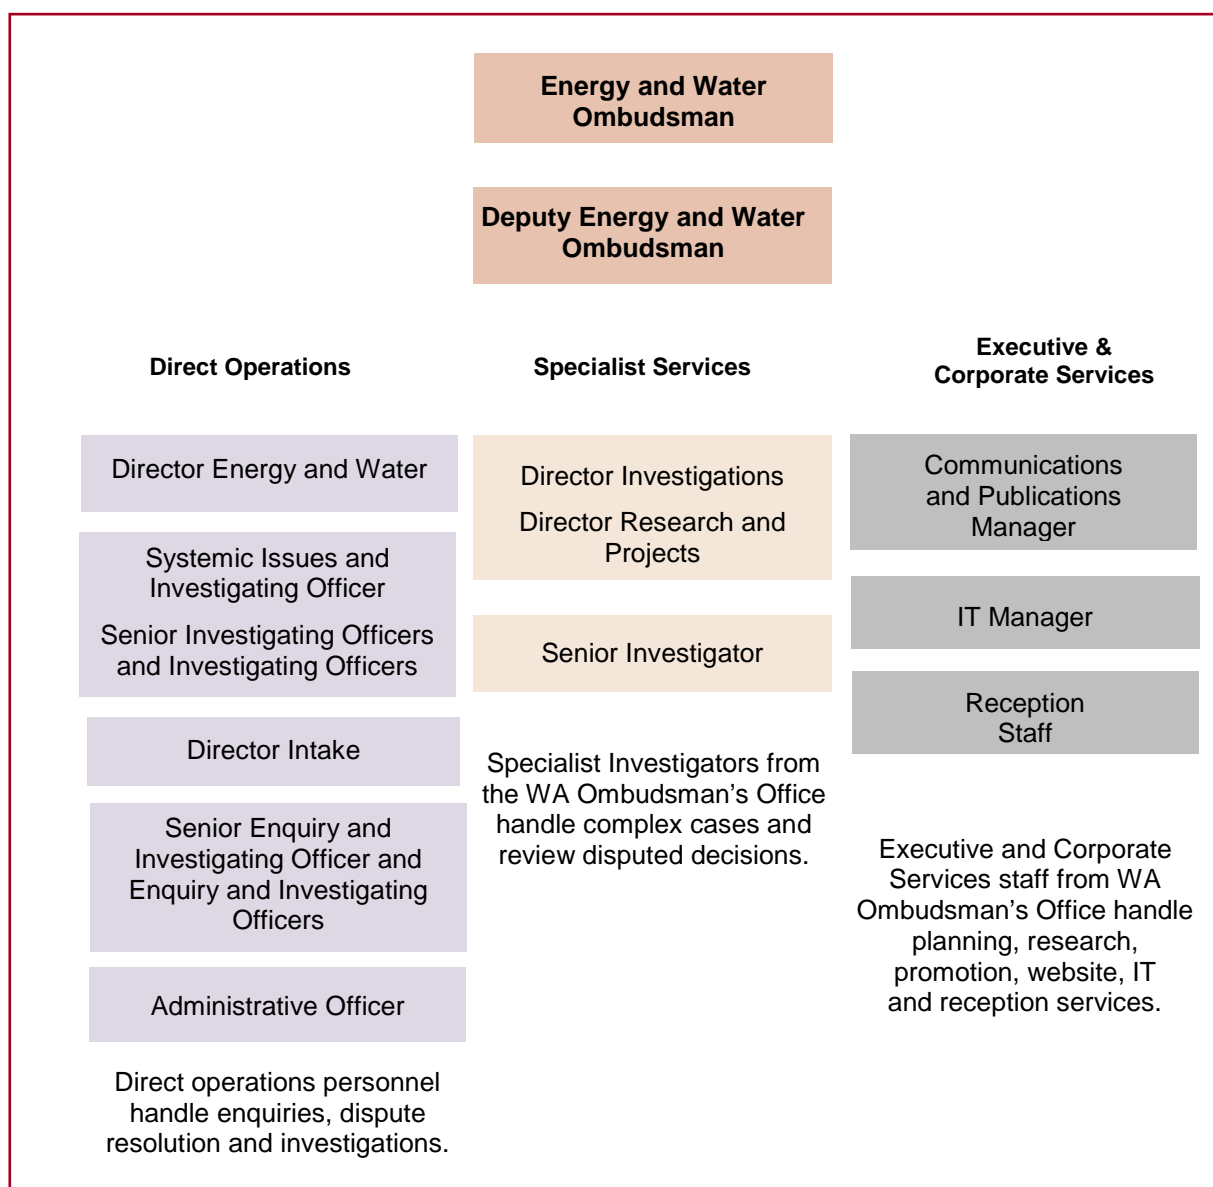 Energy and Water
Ombudsman
Deputy Energy and Water
Ombudsman
Direct Operations
Director Energy and Water
Systemic Issues and
Investigating Officer
Senior Investigating Officers
and Investigating Officers
Director Intake
Senior Enquiry and
Investigating Officer and
Enquiry and Investigating
Officers
Administrative Officer
Direct operations personnel
handle enquiries, dispute
resolution and investigations.
Specialist Services
Director Investigations
Director Research and
Projects
Senior Investigator
Specialist Investigators from
the WA Ombudsman’s Office
handle complex cases and
review disputed decisions.
Executive &
Corporate Services
Communications
and Publications
Manager
IT Manager
Reception
Staff
Executive and Corporate
Services staff from WA
Ombudsman’s Office handle
planning, research,
promotion, website, IT
and reception services.